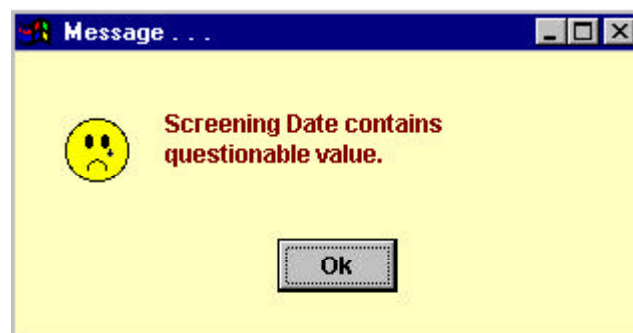 Message . . .
Screening Date contains
questionable value.
Ok